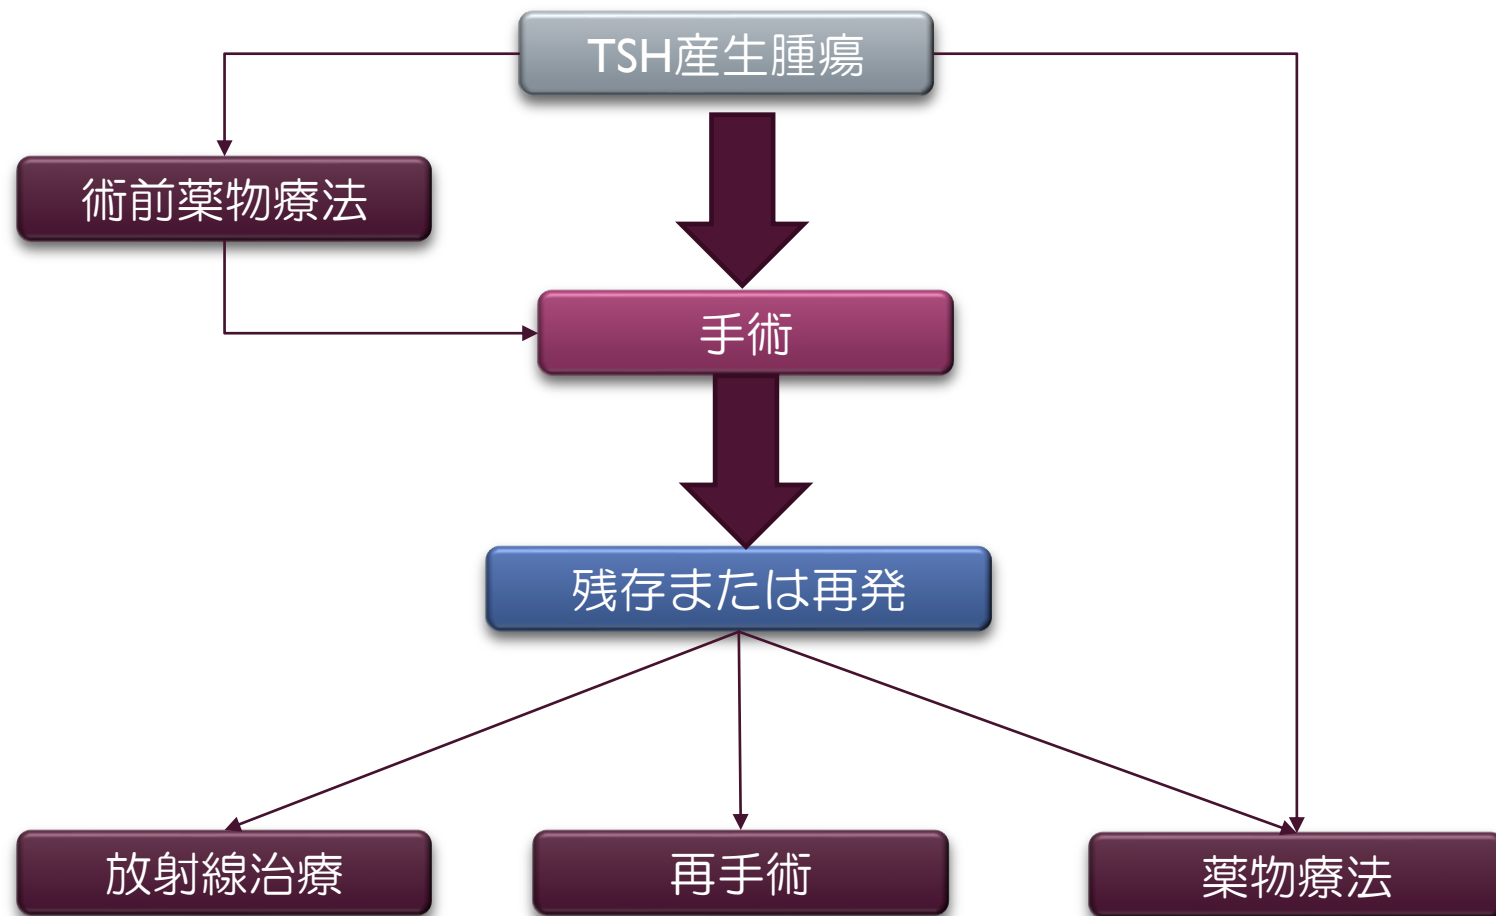 TSH産生腫瘍
術前薬物療法
手術
残存または再発
放射線治療
再手術
薬物療法